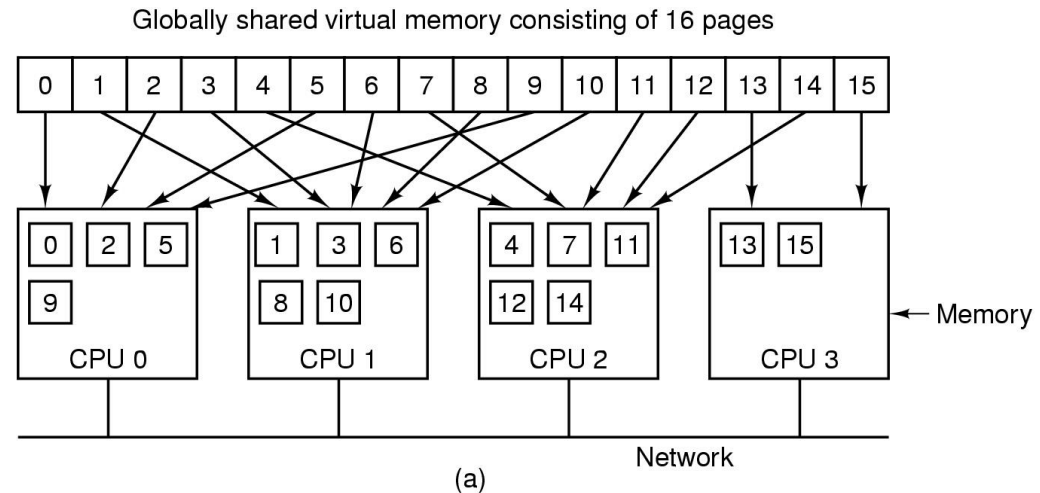 Globally shared virtual memory consisting of 16 pages
0 1 2 3 4 5 6 7 8 9 10 11 12 13 14 15
0 2 5 1 3 6 4 7 11 13 15
9 8 10 12 14
Memory
CPU 0 CPU 1 CPU 2 CPU 3
Network
(a)